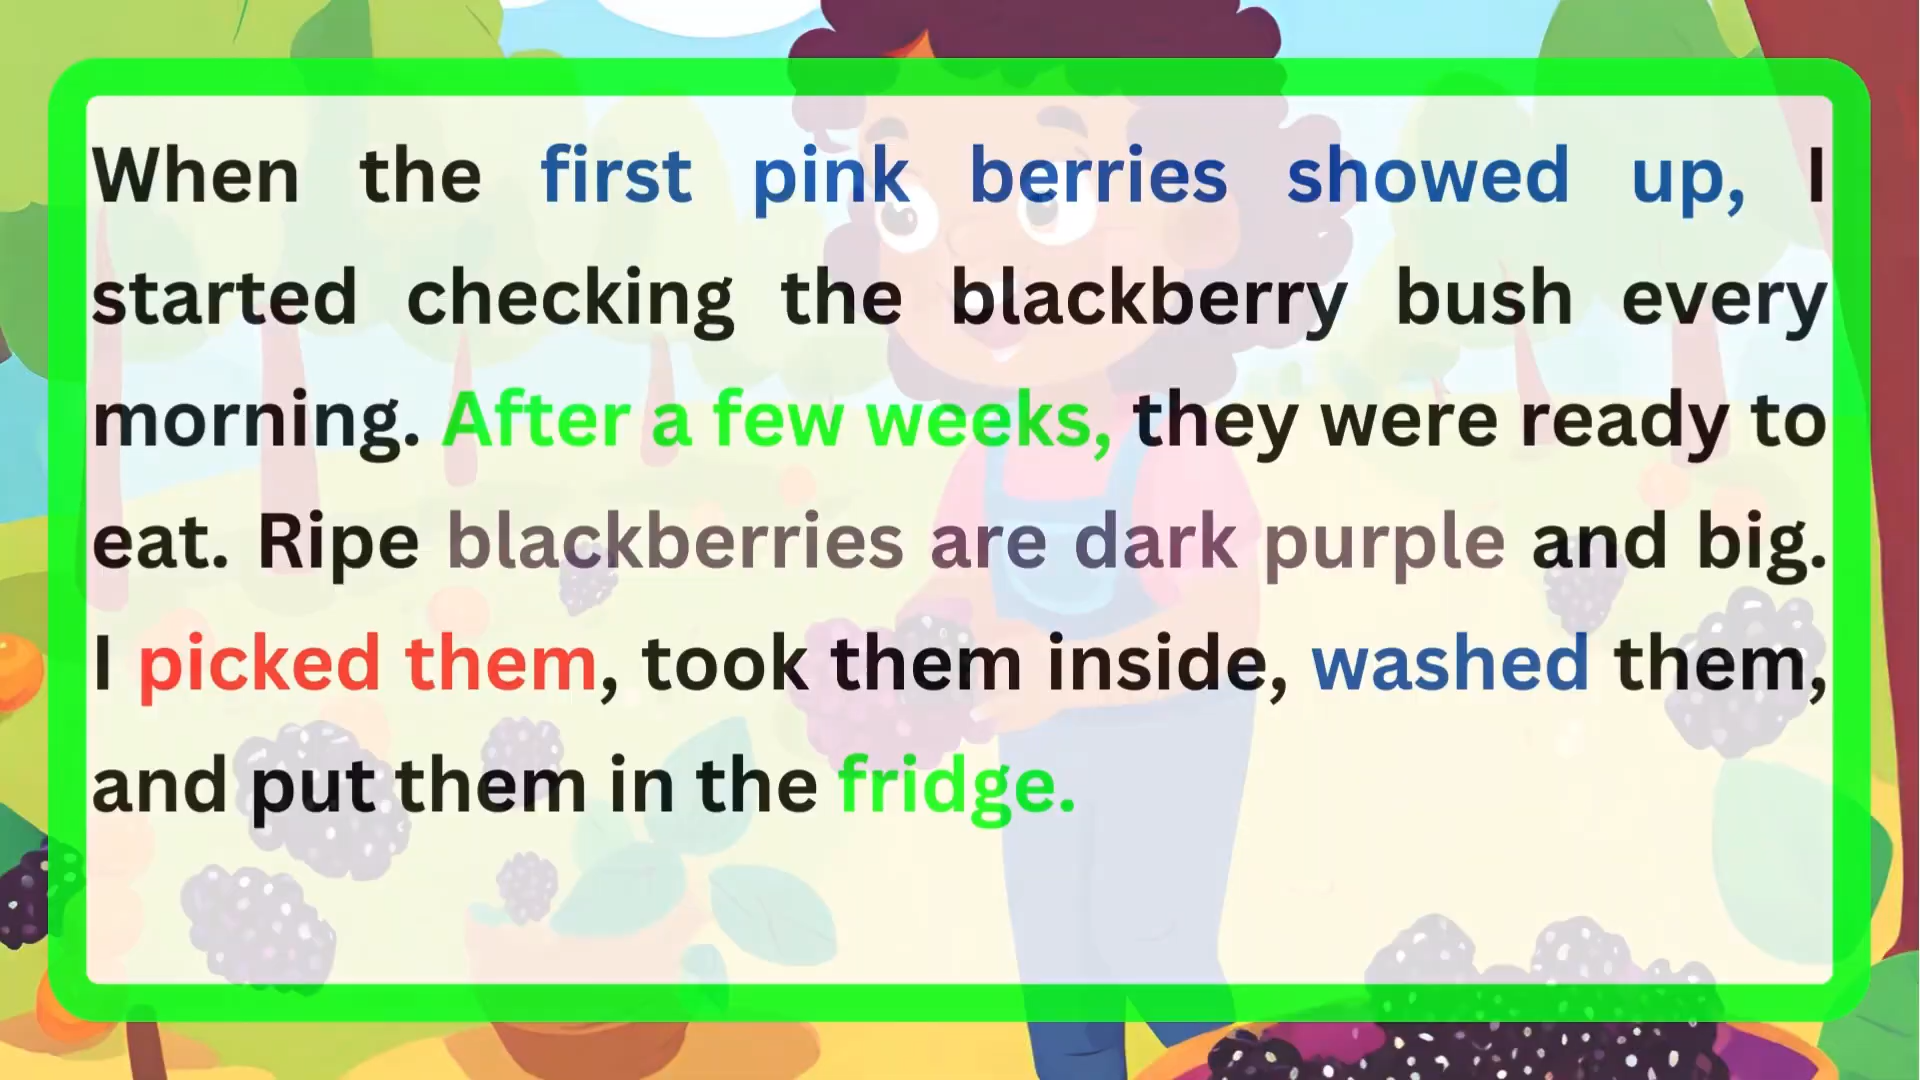 When the first pink berries showed up, I
started checking the blackberry bush every
morning. After a few weeks, they were ready to
eat. Ripe blackberries are dark purple and big.
I picked them, took them inside, washed them,
and put them in the fridge.